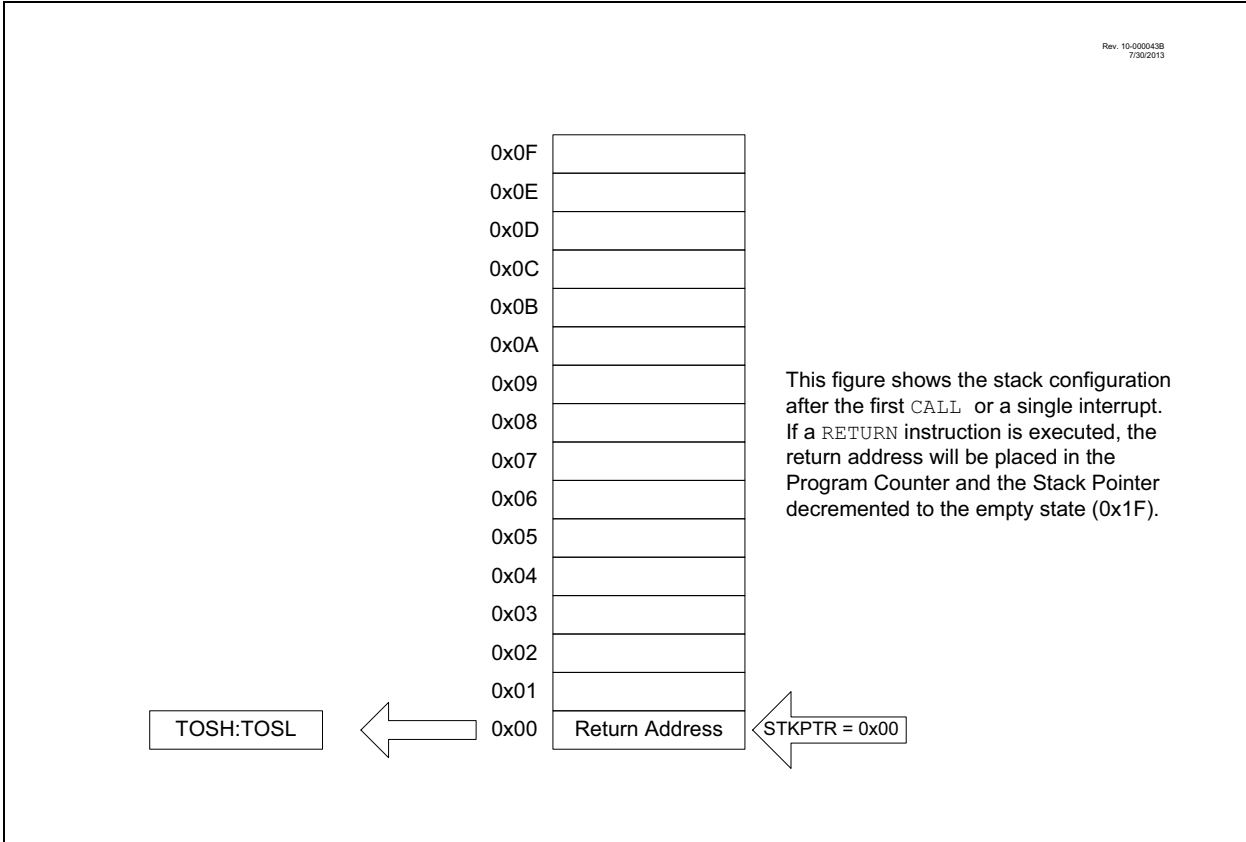 Rev. 10-000043B
7/30/2013
0x0F
0x0E
0x0D
0x0C
0x0B
0x0A
0x09
0x08
0x07
0x06
0x05
0x04
0x03
0x02
0x01
This figure shows the stack configuration
after the first CALL or a single interrupt.
If a RETURN instruction is executed, the
return address will be placed in the
Program Counter and the Stack Pointer
decremented to the empty state (0x1F).
TOSH:TOSL
0x00
Return Address
STKPTR = 0x00